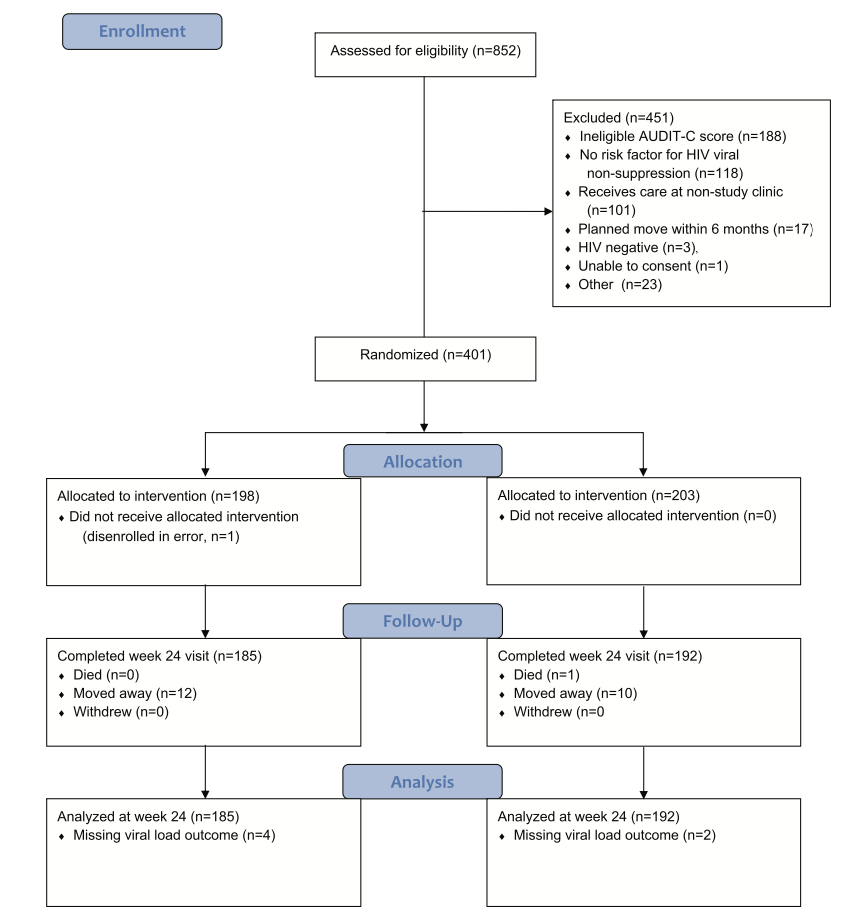 Enrollment
Assessed for eligibility (n=852)
Excluded (n=451)
♦ Ineligible AUDIT-C score (n=188)
♦ No risk factor for HIV viral
non-suppression (n=118)
♦ Receives care at non-study clinic
(n=101)
♦ Planned move within 6 months (n=17)
♦ HIV negative (n=3),
♦ Unable to consent (n=1)
♦ Other (n=23)
Randomized (n=401)
Allocation
Allocated to intervention (n=198)
♦ Did not receive allocated intervention
(disenrolled in error, n=1)
Allocated to intervention (n=203)
♦ Did not receive allocated intervention (n=0)
Follow-Up
Completed week 24 visit (n=185)
♦ Died (n=0)
♦ Moved away (n=12)
♦ Withdrew (n=0)
Completed week 24 visit (n=192)
♦ Died (n=1)
♦ Moved away (n=10)
♦ Withdrew (n=0
Analysis
Analyzed at week 24 (n=185)
♦ Missing viral load outcome (n=4)
Analyzed at week 24 (n=192)
♦ Missing viral load outcome (n=2)